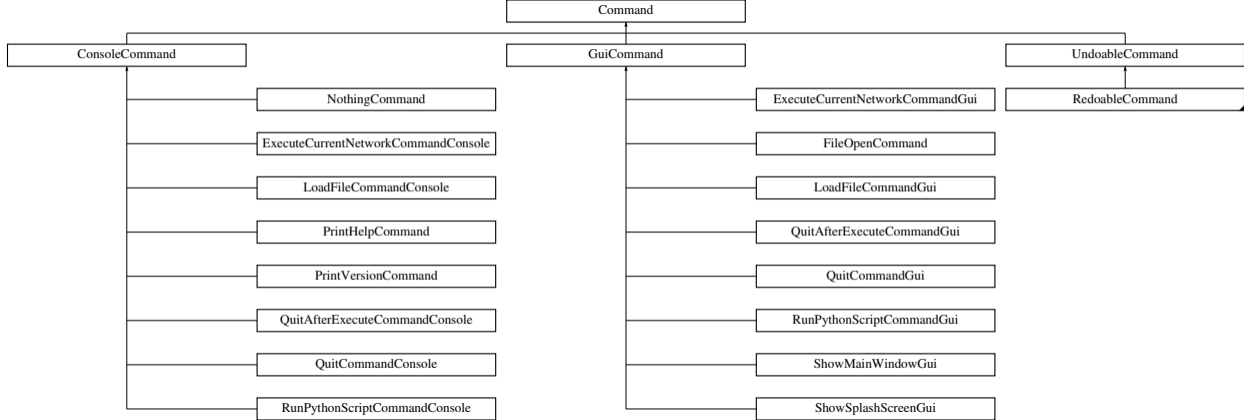 Command
ConsoleCommand
GuiCommand
UndoableCommand
NothingCommand
ExecuteCurrentNetworkCommandGui
RedoableCommand
ExecuteCurrentNetworkCommandConsole
FileOpenCommand
LoadFileCommandConsole
LoadFileCommandGui
PrintHelpCommand
QuitAfterExecuteCommandGui
PrintVersionCommand
QuitCommandGui
QuitAfterExecuteCommandConsole
RunPythonScriptCommandGui
QuitCommandConsole
ShowMainWindowGui
RunPythonScriptCommandConsole
ShowSplashScreenGui